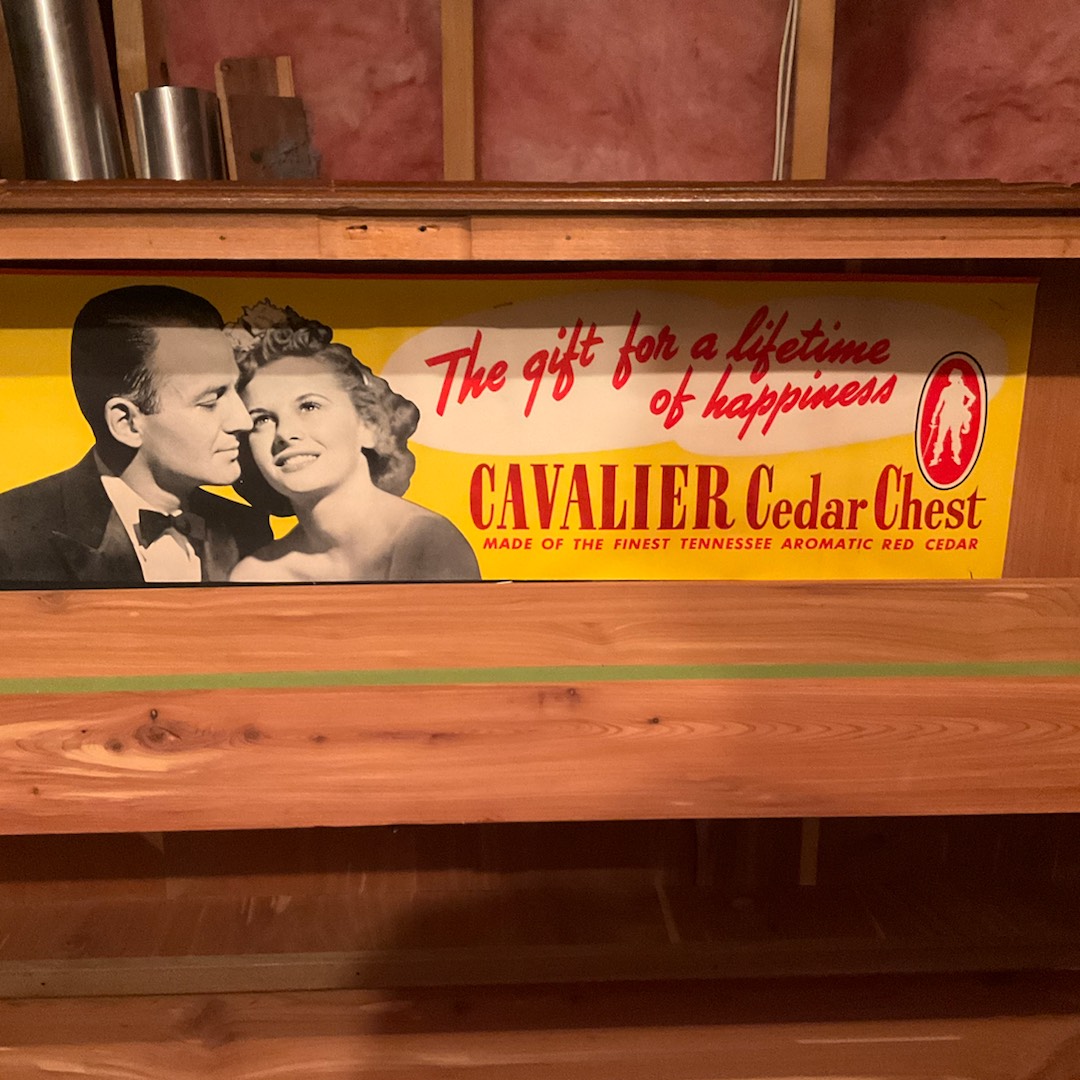 The gift for a lifetime
of happiness
CAVALIER Cedar Chest
MADE OF THE FINEST TENNESSEE AROMATIC RED CEDAR